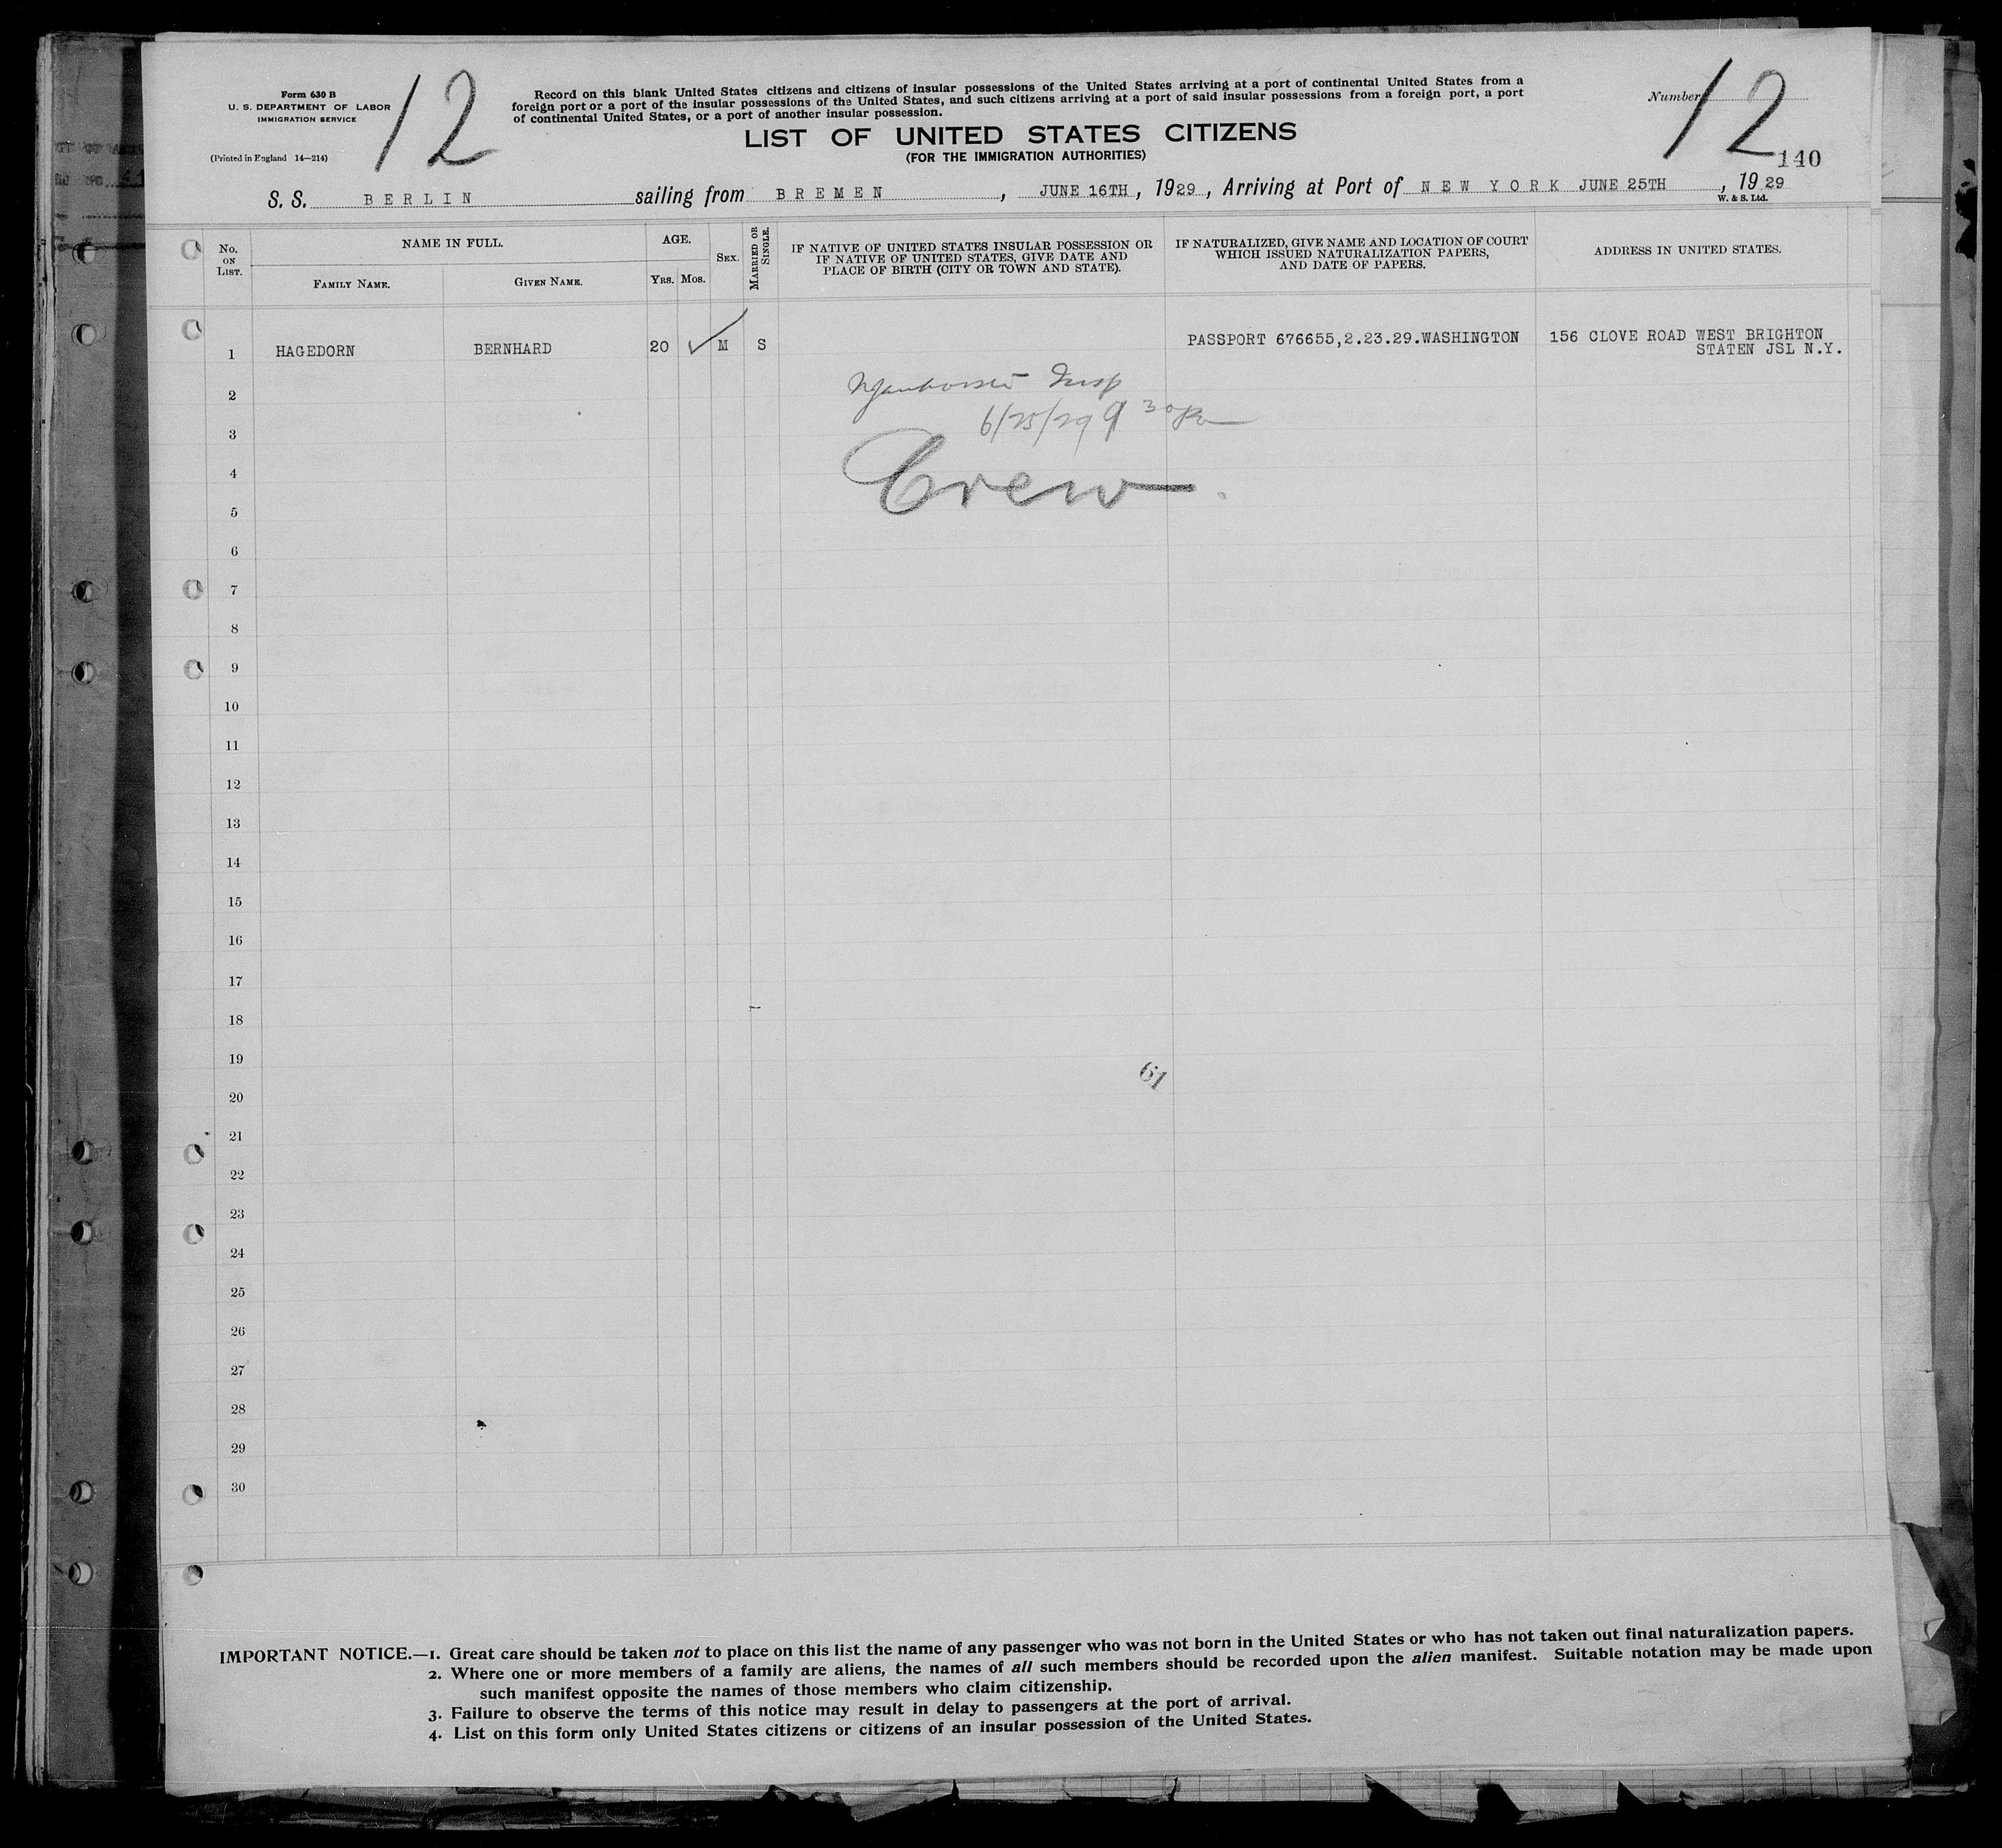 Form 630 B
U. S. DEPARTMENT OF LABOR
IMMIGRATION SERVICE
(Printed in England 14—214)
12
Record on this blank United States citizens and citizens of insular possessions of the United States arriving at a port of continental United States from a
foreign port or a port of the insular possessions of the United States, and such citizens arriving at a port of said insular possessions from a foreign port, a port
of continental United States, or a port of another insular possession.
LIST OF UNITED STATES CITIZENS
(FOR THE IMMIGRATION AUTHORITIES)
Number 12
140
S. S. BERLIN sailing from BREMEN, JUNE 16TH, 1929, Arriving at Port of NEW YORK JUNE 25TH, 1929
W. & S. Ltd.
No. ON LIST.
NAME IN FULL.
FAMILY NAME.
GIVEN NAME.
AGE.
YRS. MOS.
SEX.
MARRIED OR SINGLE.
IF NATIVE OF UNITED STATES INSULAR POSSESSION OR
IF NATIVE OF UNITED STATES, GIVE DATE AND
PLACE OF BIRTH (CITY OR TOWN AND STATE).
IF NATURALIZED, GIVE NAME AND LOCATION OF COURT
WHICH ISSUED NATURALIZATION PAPERS,
AND DATE OF PAPERS.
ADDRESS IN UNITED STATES.
1 HAGEDORN BERNHARD 20 ✓ M S PASSPORT 676655,2.23.29.WASHINGTON 156 CLOVE ROAD WEST BRIGHTON
STATEN JSL N.Y.
2
Insp
6/25/29 9 30
3
4
Crew
5
6
7
8
9
10
11
12
13
14
15
16
17
18
19
61
20
21
22
23
24
25
26
27
28
29
30
IMPORTANT NOTICE.—1. Great care should be taken not to place on this list the name of any passenger who was not born in the United States or who has not taken out final naturalization papers.
2. Where one or more members of a family are aliens, the names of all such members should be recorded upon the alien manifest. Suitable notation may be made upon
such manifest opposite the names of those members who claim citizenship.
3. Failure to observe the terms of this notice may result in delay to passengers at the port of arrival.
4. List on this form only United States citizens or citizens of an insular possession of the United States.